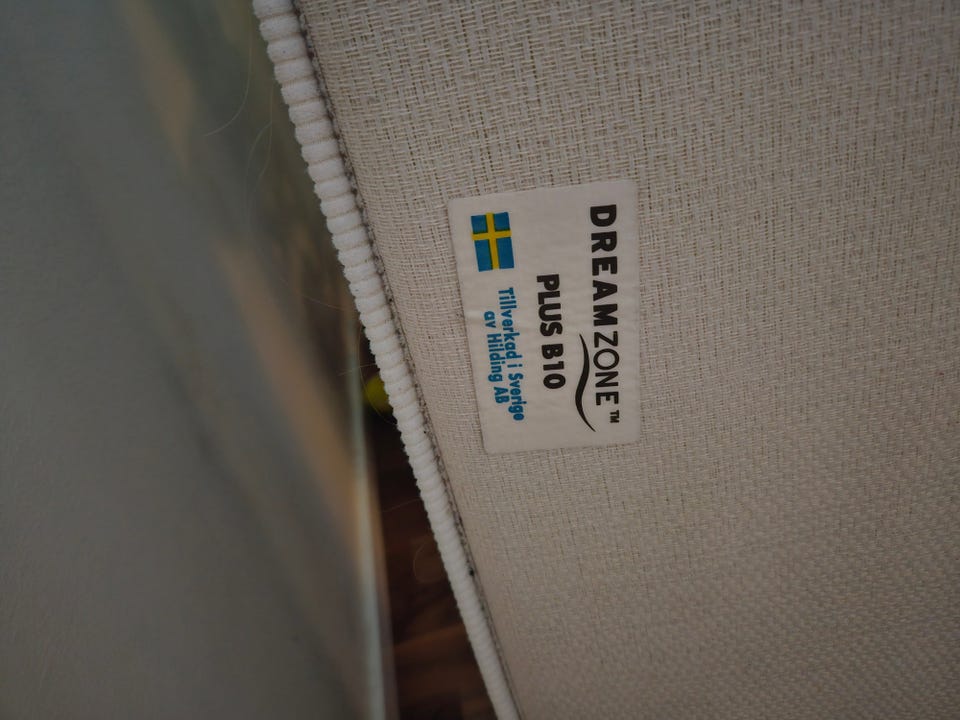 DREAMZONE™
PLUS B10
Tillverkad i Sverige
av Hilding AB